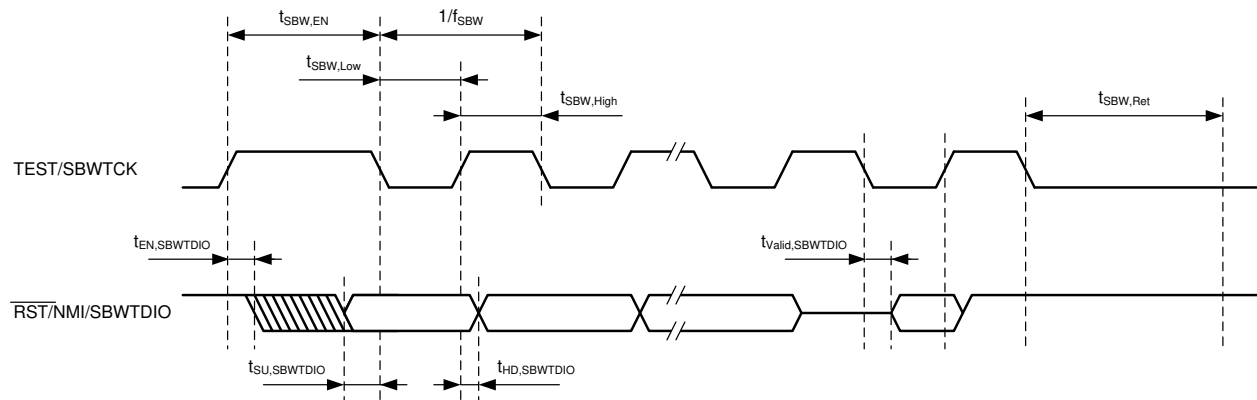 tSBW,EN
1/fSBW
tSBW,Low
tSBW,High
tSBW,Ret
TEST/SBWTCK
tEN,SBWTDIO
tValid,SBWTDIO
RST/NMI/SBWTDIO
tSU,SBWTDIO
tHD,SBWTDIO